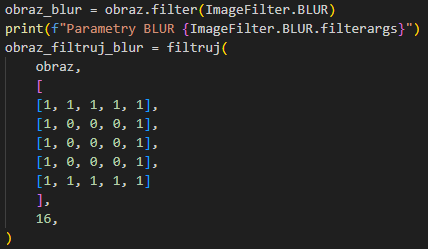 obraz_blur = obraz.filter(ImageFilter.BLUR)
print(f"Parametry BLUR {ImageFilter.BLUR.filterargs}")
obraz_filtruj_blur = filtruj(
    obraz,
    [
    [1, 1, 1, 1, 1],
    [1, 0, 0, 0, 1],
    [1, 0, 0, 0, 1],
    [1, 0, 0, 0, 1],
    [1, 1, 1, 1, 1]
    ],
    16,
)